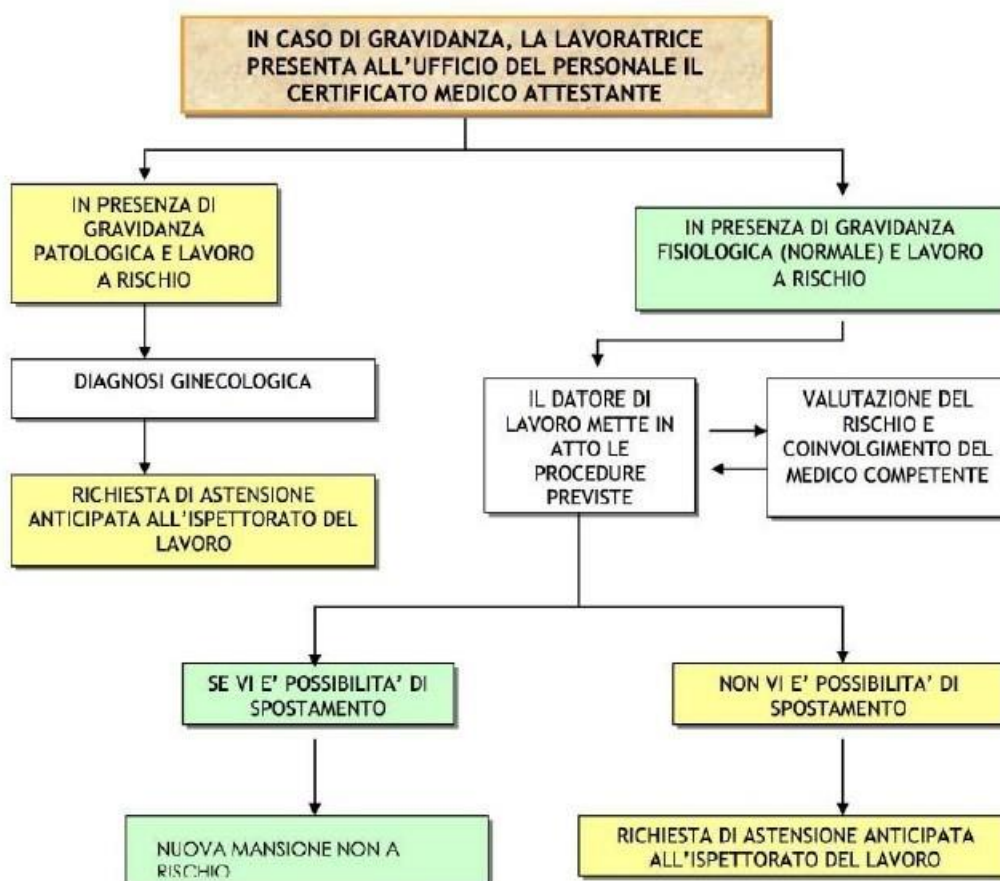 IN CASO DI GRAVIDANZA, LA LAVORATRICE
PRESENTA ALL'UFFICIO DEL PERSONALE IL
CERTIFICATO MEDICO ATTESTANTE
IN PRESENZA DI
GRAVIDANZA
PATOLOGICA E LAVORO
A RISCHIO
IN PRESENZA DI GRAVIDANZA
FISIOLOGICA (NORMALE) E LAVORO
A RISCHIO
DIAGNOSI GINECOLOGICA
IL DATORE DI
LAVORO METTE IN
ATTO LE
PROCEDURE
PREVISTE
VALUTAZIONE DEL
RISCHIO E
COINVOLGIMENTO DEL
MEDICO COMPETENTE
RICHIESTA DI ASTENSIONE
ANTICIPATA ALL'ISPETTORATO DEL
LAVORO
SE VI E' POSSIBILITA' DI
SPOSTAMENTO
NON VI E' POSSIBILITA' DI
SPOSTAMENTO
NUOVA MANSIONE NON A
RISCHIO
RICHIESTA DI ASTENSIONE ANTICIPATA
ALL'ISPETTORATO DEL LAVORO